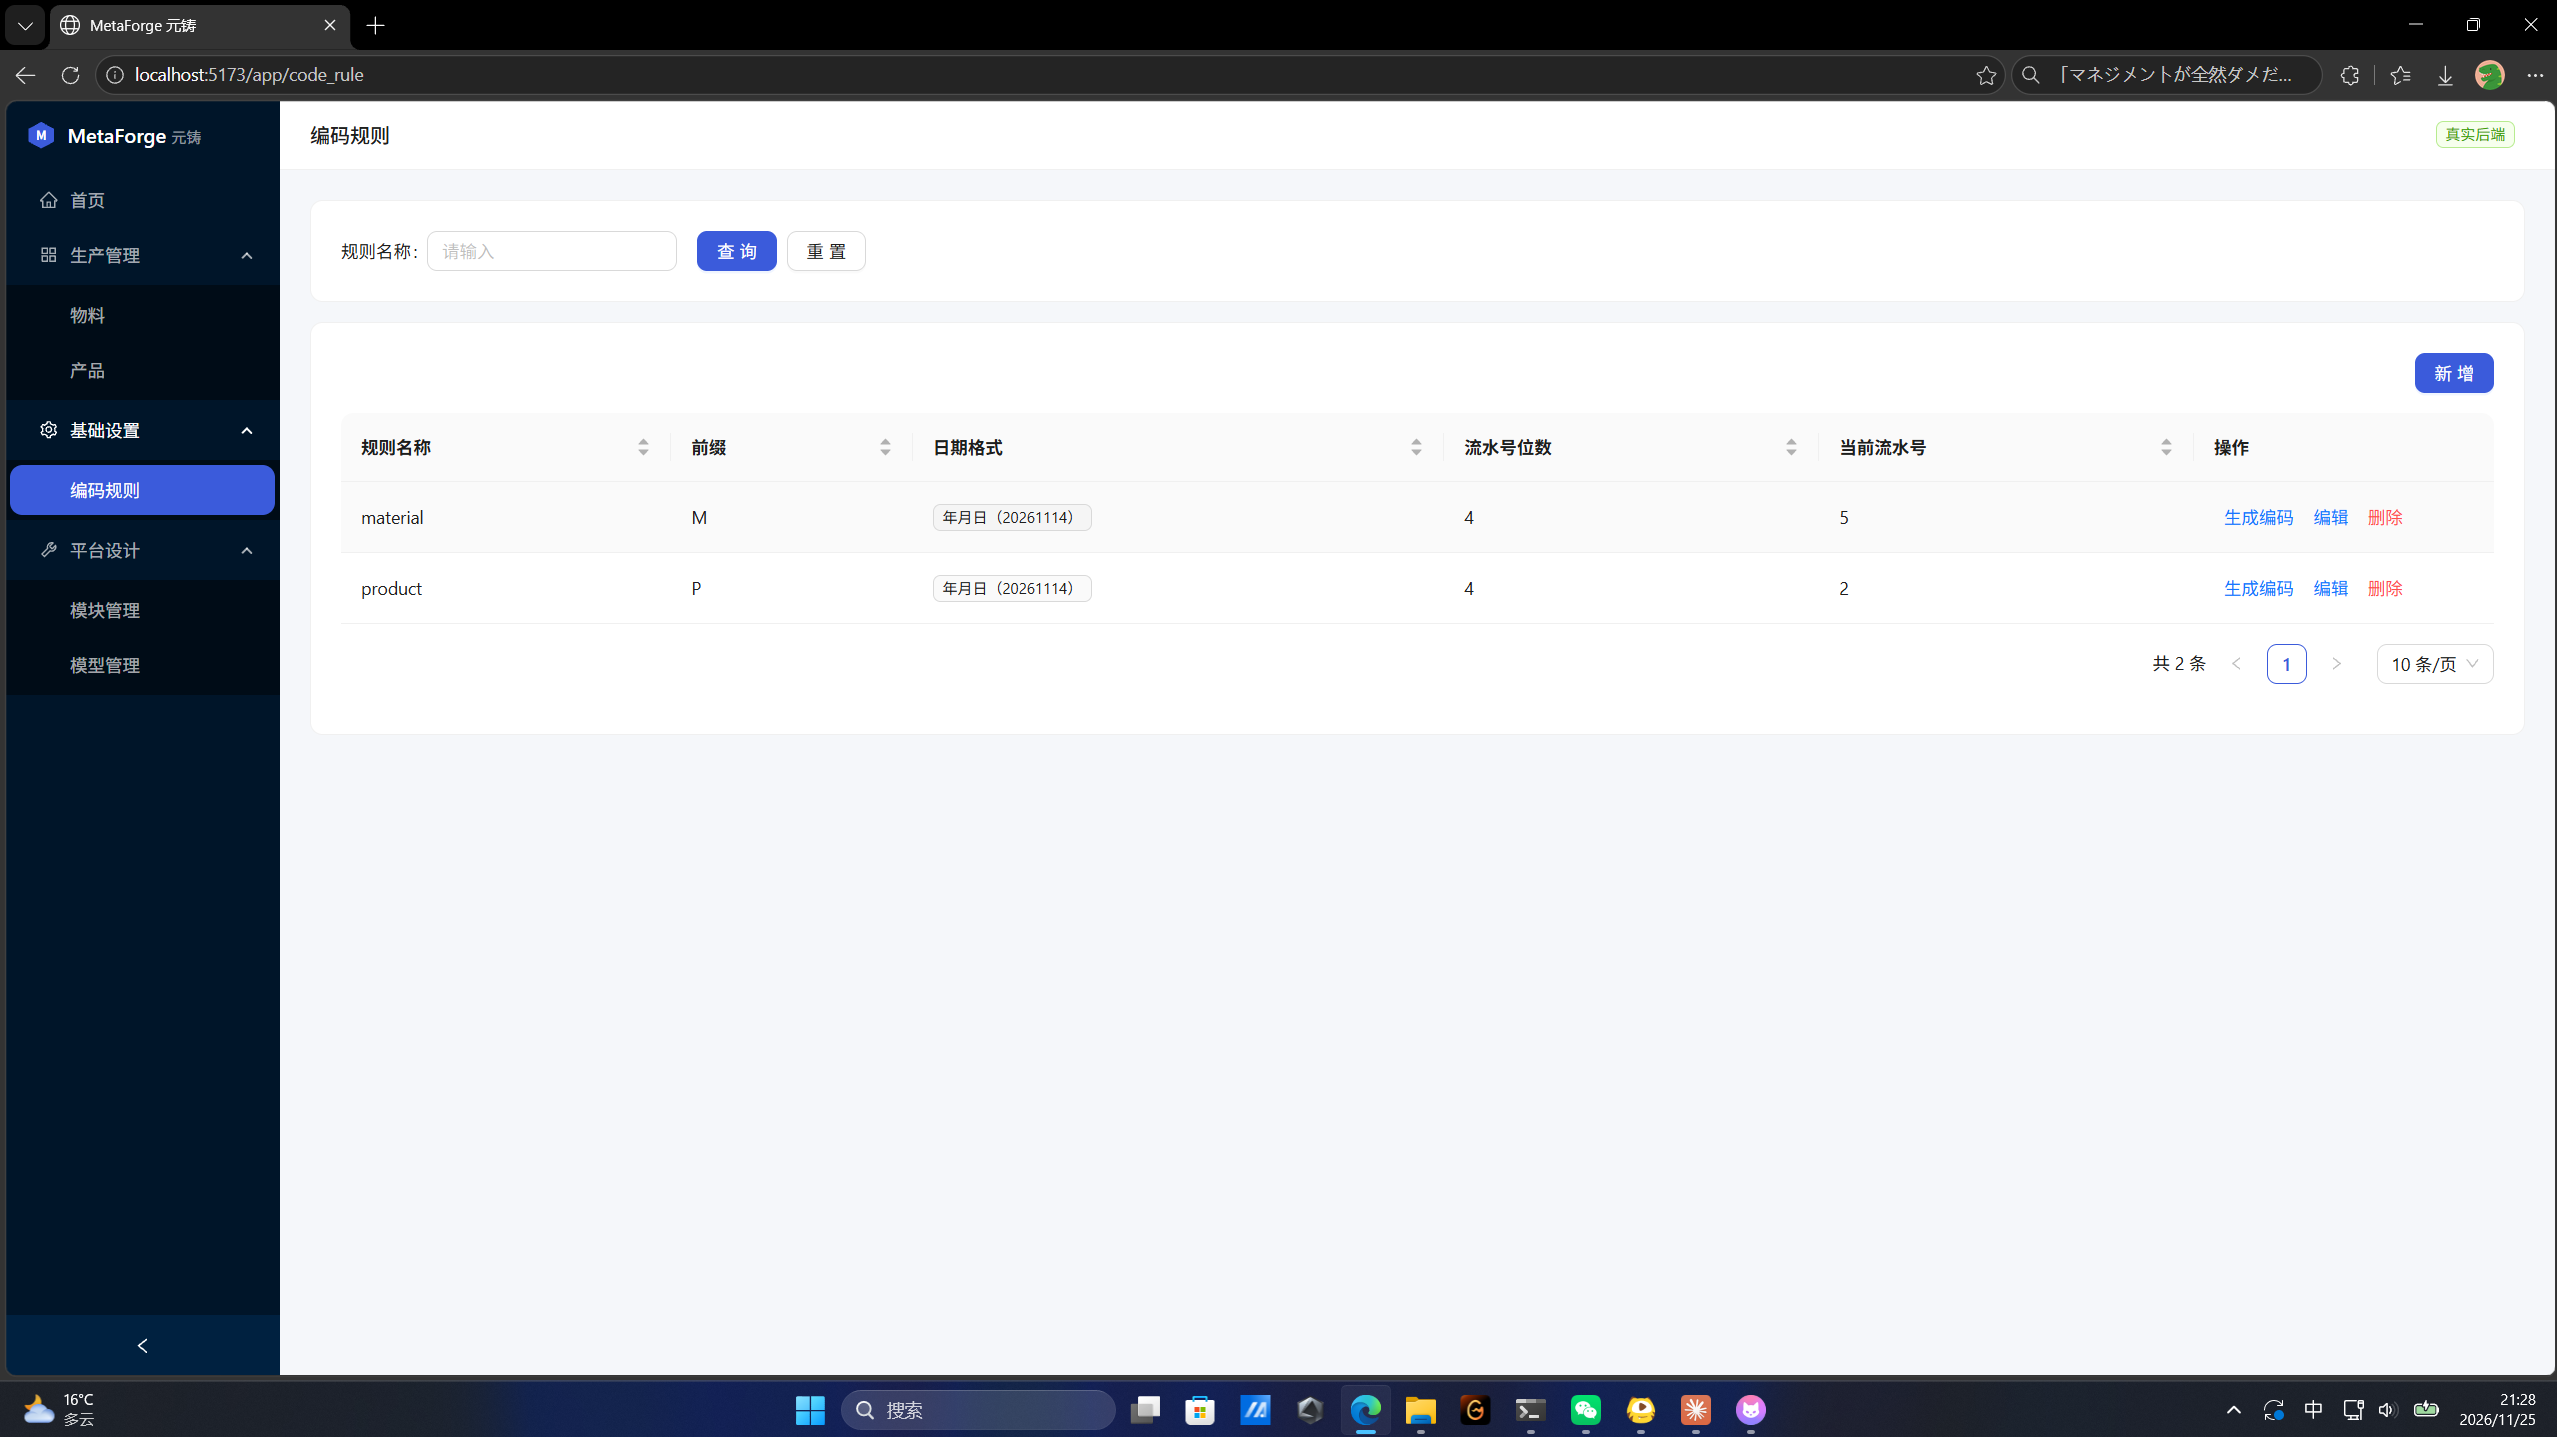 MetaForge 元铸
localhost:5173/app/code_rule
「マネジメントが全然ダメだ...
M MetaForge 元铸
编码规则
真实后端
首页
生产管理
物料
产品
基础设置
编码规则
平台设计
模块管理
模型管理
规则名称: 请输入 查 询 重 置
新 增
规则名称 前缀 日期格式 流水号位数 当前流水号 操作
material M 年月日（20261114） 4 5 生成编码 编辑 删除
product P 年月日（20261114） 4 2 生成编码 编辑 删除
共 2 条 1 10 条/页
16°C
多云
搜索
中
21:28
2026/11/25